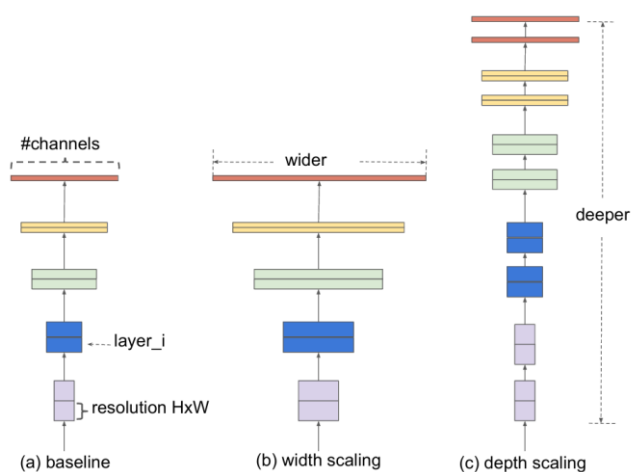 #channels
wider
deeper
layer_i
resolution HxW
(a) baseline
(b) width scaling
(c) depth scaling